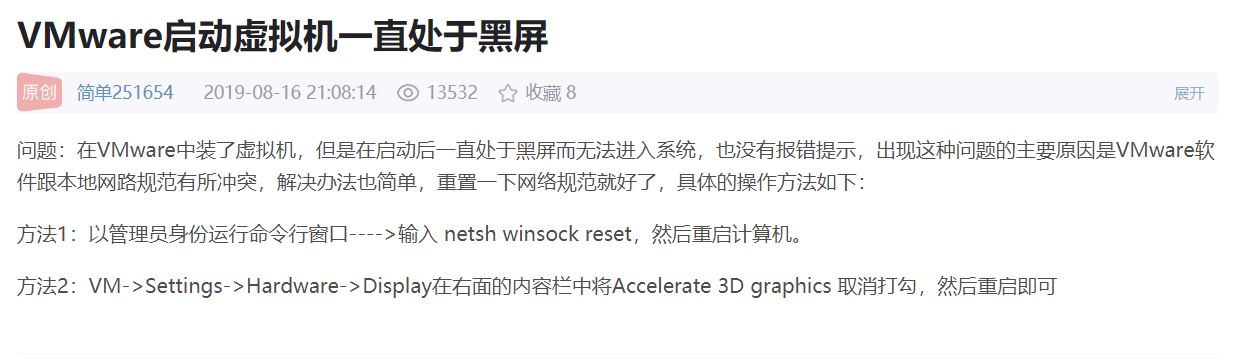 VMware启动虚拟机一直处于黑屏
原创 简单251654 2019-08-16 21:08:14 13532 收藏 8 展开
问题：在VMware中装了虚拟机，但是在启动后一直处于黑屏而无法进入系统，也没有报错提示，出现这种问题的主要原因是VMware软
件跟本地网路规范有所冲突，解决办法也简单，重置一下网络规范就好了，具体的操作方法如下：
方法1：以管理员身份运行命令行窗口---->输入 netsh winsock reset，然后重启计算机。
方法2：VM->Settings->Hardware->Display在右面的内容栏中将Accelerate 3D graphics 取消打勾，然后重启即可